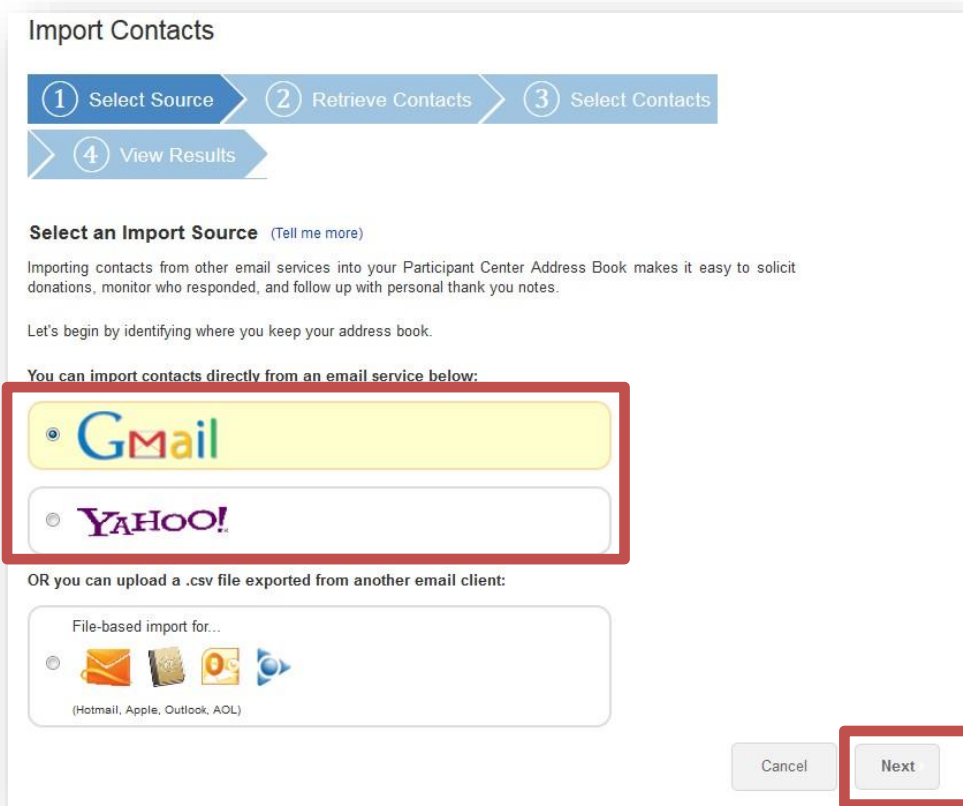 Import Contacts
1 Select Source 2 Retrieve Contacts 3 Select Contacts
4 View Results
Select an Import Source (Tell me more)
Importing contacts from other email services into your Participant Center Address Book makes it easy to solicit
donations, monitor who responded, and follow up with personal thank you notes.
Let's begin by identifying where you keep your address book.
You can import contacts directly from an email service below:
Gmail
YAHOO!
OR you can upload a .csv file exported from another email client:
File-based import for...
(Hotmail, Apple, Outlook, AOL)
Cancel Next